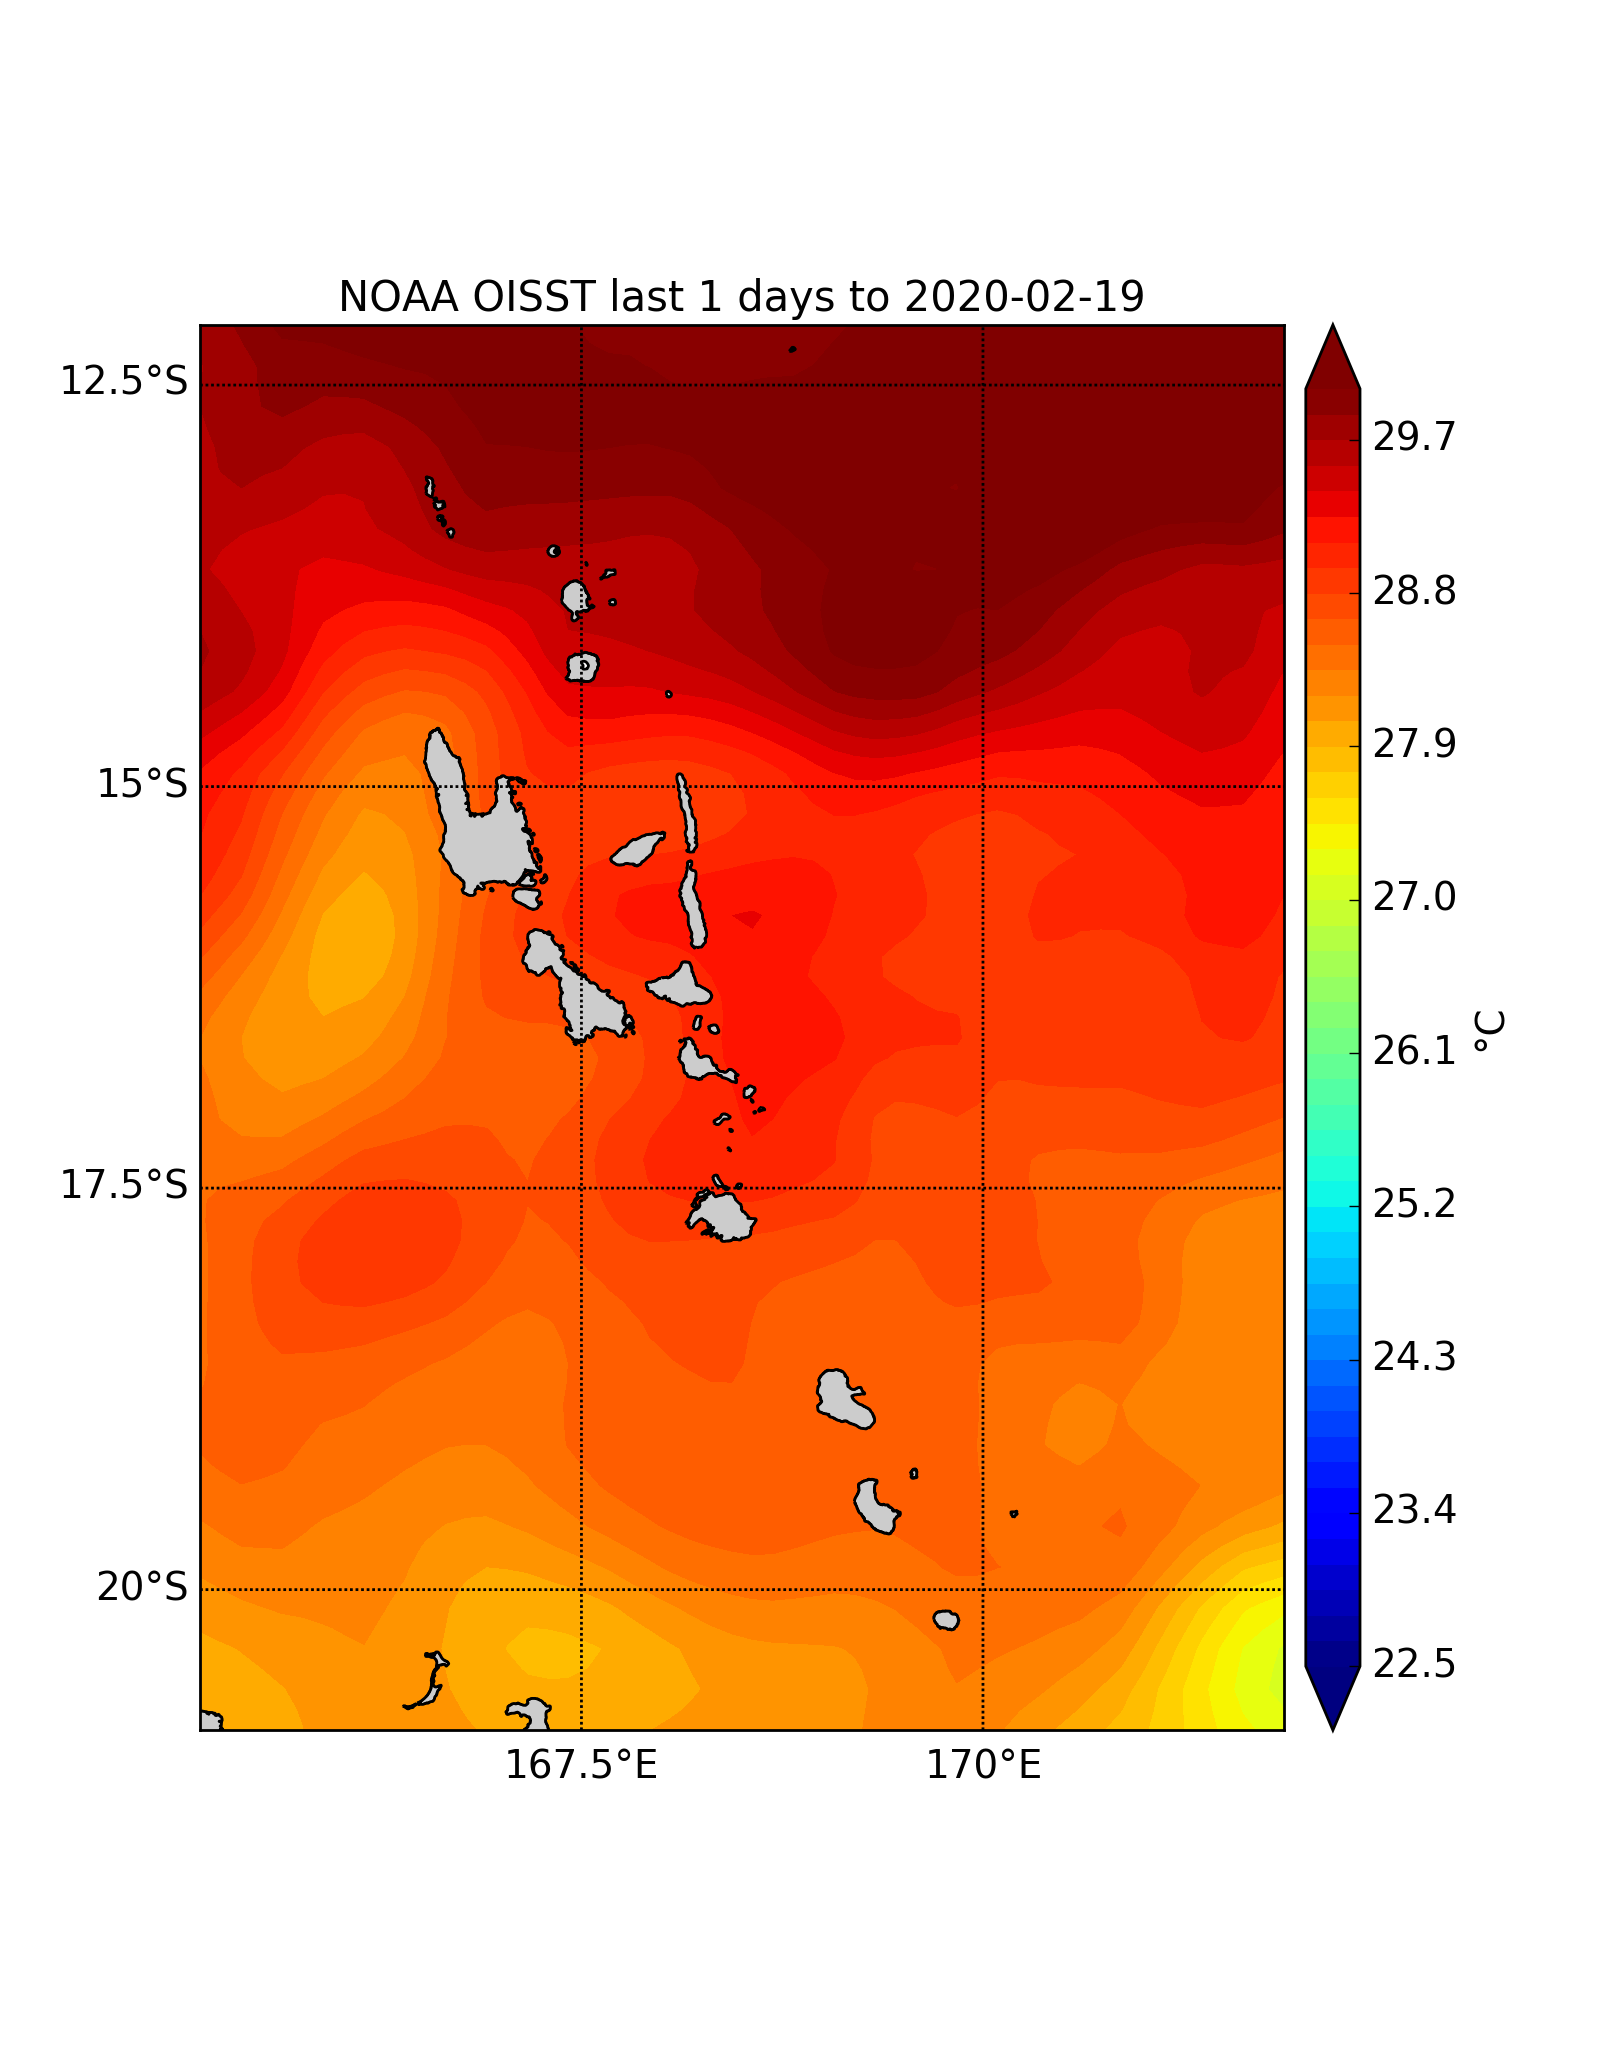 NOAA OISST last 1 days to 2020-02-19
12.5°S
15°S
17.5°S
20°S
167.5°E
170°E
29.7
28.8
27.9
27.0
26.1
25.2
24.3
23.4
22.5
°C